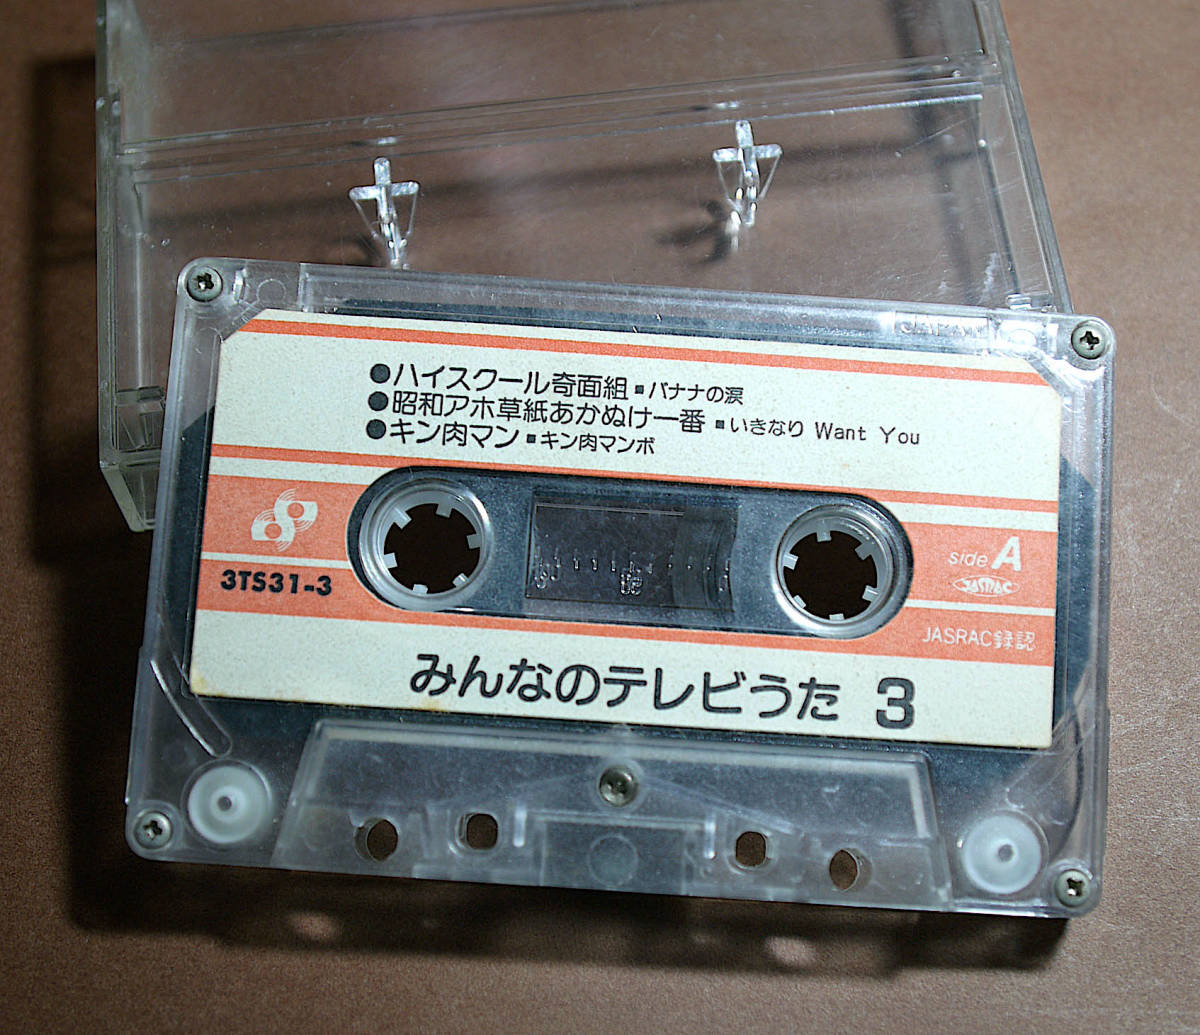 JAPAN
●ハイスクール奇面組■バナナの涙
●昭和アホ草紙あかぬけ一番■いきなり Want You
●キン肉マン■キン肉マンボ
side A
JASRAC
3TS31-3
JASRAC録認
みんなのテレビうた 3